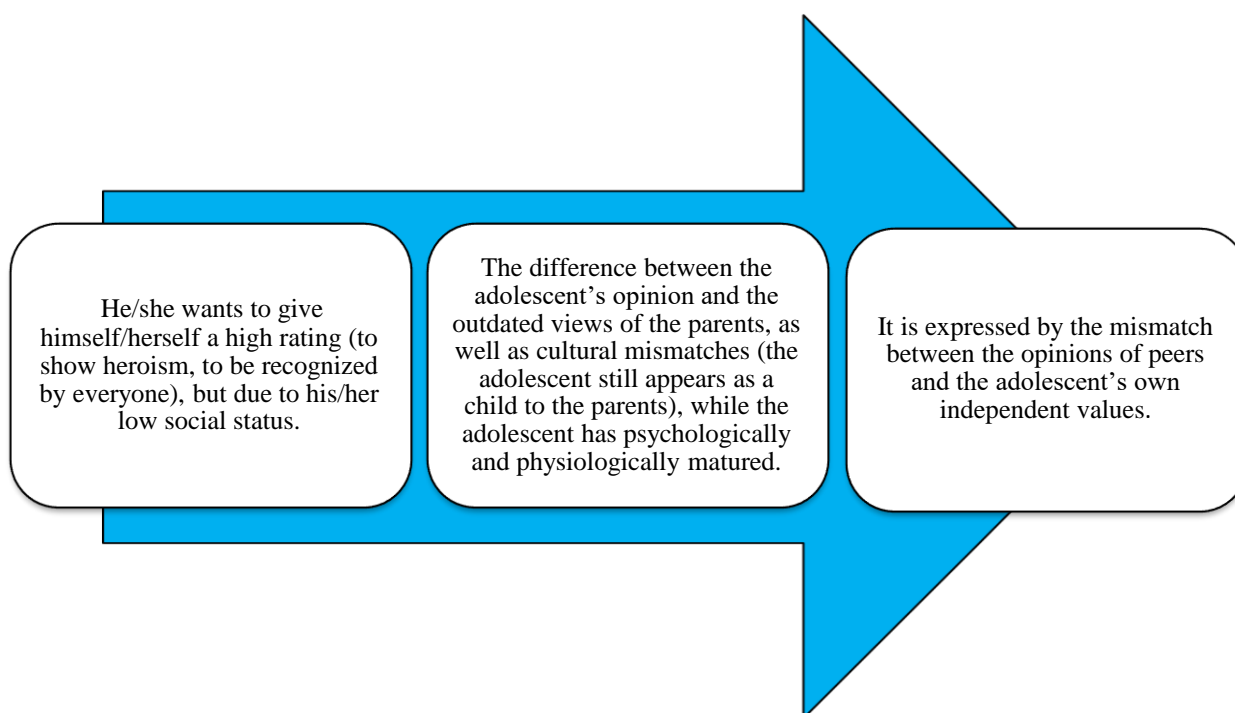 He/she wants to give
himself/herself a high rating (to
show heroism, to be recognized
by everyone), but due to his/her
low social status.
The difference between the
adolescent’s opinion and the
outdated views of the parents, as
well as cultural mismatches (the
adolescent still appears as a
child to the parents), while the
adolescent has psychologically
and physiologically matured.
It is expressed by the mismatch
between the opinions of peers
and the adolescent’s own
independent values.